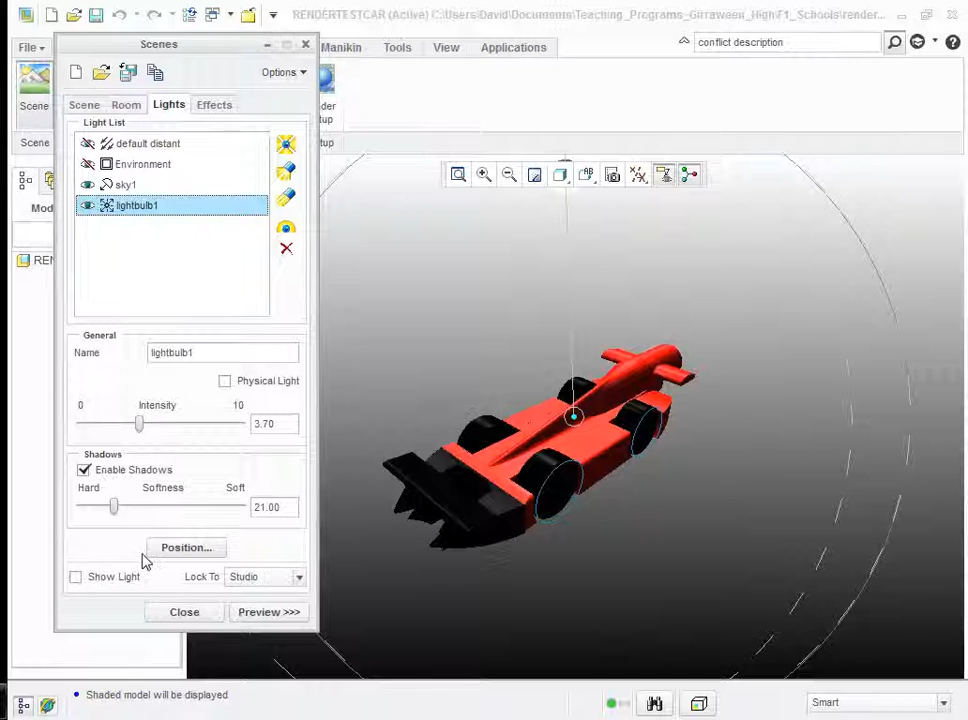 RENDERTESTCAR (Active) C:\Users\David\Documents\Teaching_Programs_Girraween_High\F1_Schools\render...
File
Manikin
Tools
View
Applications
conflict description
Scenes
Options
Scene
Scene
Scene
Room
Lights
Effects
Light List
default distant
Environment
sky1
lightbulb1
General
Name
lightbulb1
Physical Light
0
Intensity
10
3.70
Shadows
Enable Shadows
Hard
Softness
Soft
21.00
Position...
Show Light
Lock To
Studio
Close
Preview >>>
Shaded model will be displayed
Smart